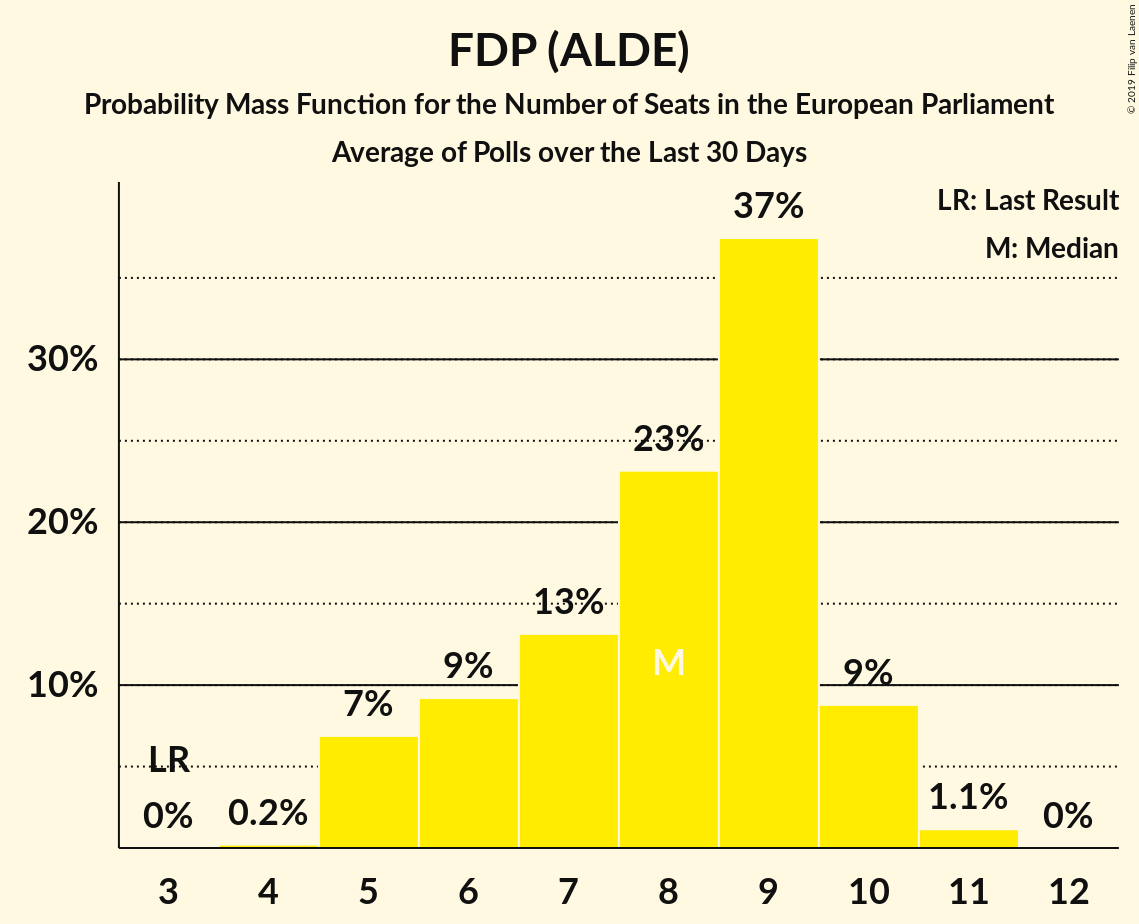 FDP (ALDE)
Probability Mass Function for the Number of Seats in the European Parliament
Average of Polls over the Last 30 Days
© 2019 Filip van Laenen
LR: Last Result
M: Median
37%
30%
23%
20%
13%
M
9%
9%
10%
7%
LR
1.1%
0.2%
0%
0%
3 4 5 6 7 8 9 10 11 12